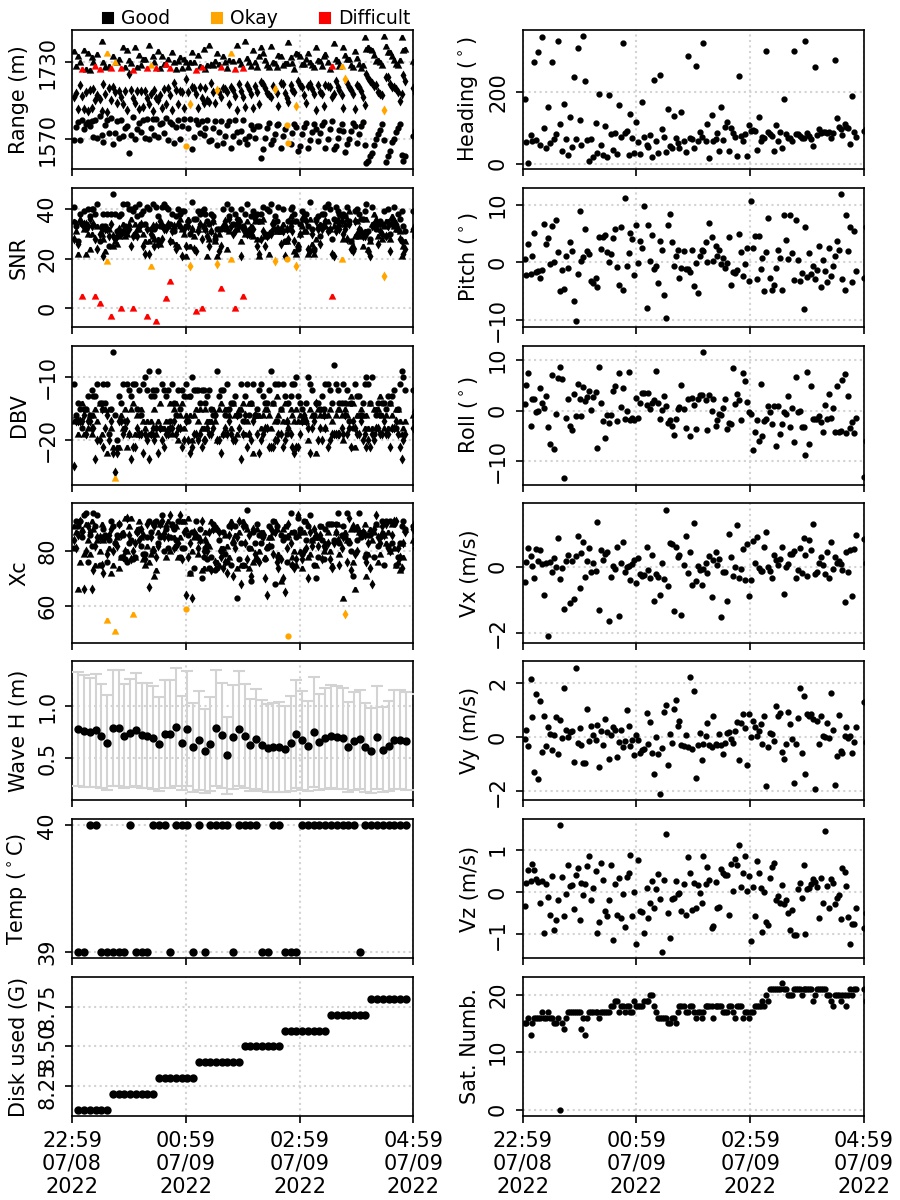 Good Okay Difficult
Range (m)
1730
1570
Heading (°)
200
0
SNR
40
20
0
Pitch (°)
10
0
−10
DBV
−10
−20
Roll (°)
10
0
−10
Xc
80
60
Vx (m/s)
0
−2
Wave H (m)
1.0
0.5
Vy (m/s)
2
0
−2
Temp (°C)
40
39
Vz (m/s)
1
0
−1
Disk used (G)
8.75
8.50
8.25
Sat. Numb.
20
10
0
22:59 00:59 02:59 04:59
07/08 07/09 07/09 07/09
2022 2022 2022 2022
22:59 00:59 02:59 04:59
07/08 07/09 07/09 07/09
2022 2022 2022 2022